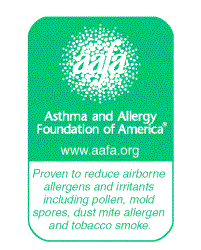 aafa
Asthma and Allergy
Foundation of America®
www.aafa.org
Proven to reduce airborne
allergens and irritants
including pollen, mold
spores, dust mite allergen
and tobacco smoke.